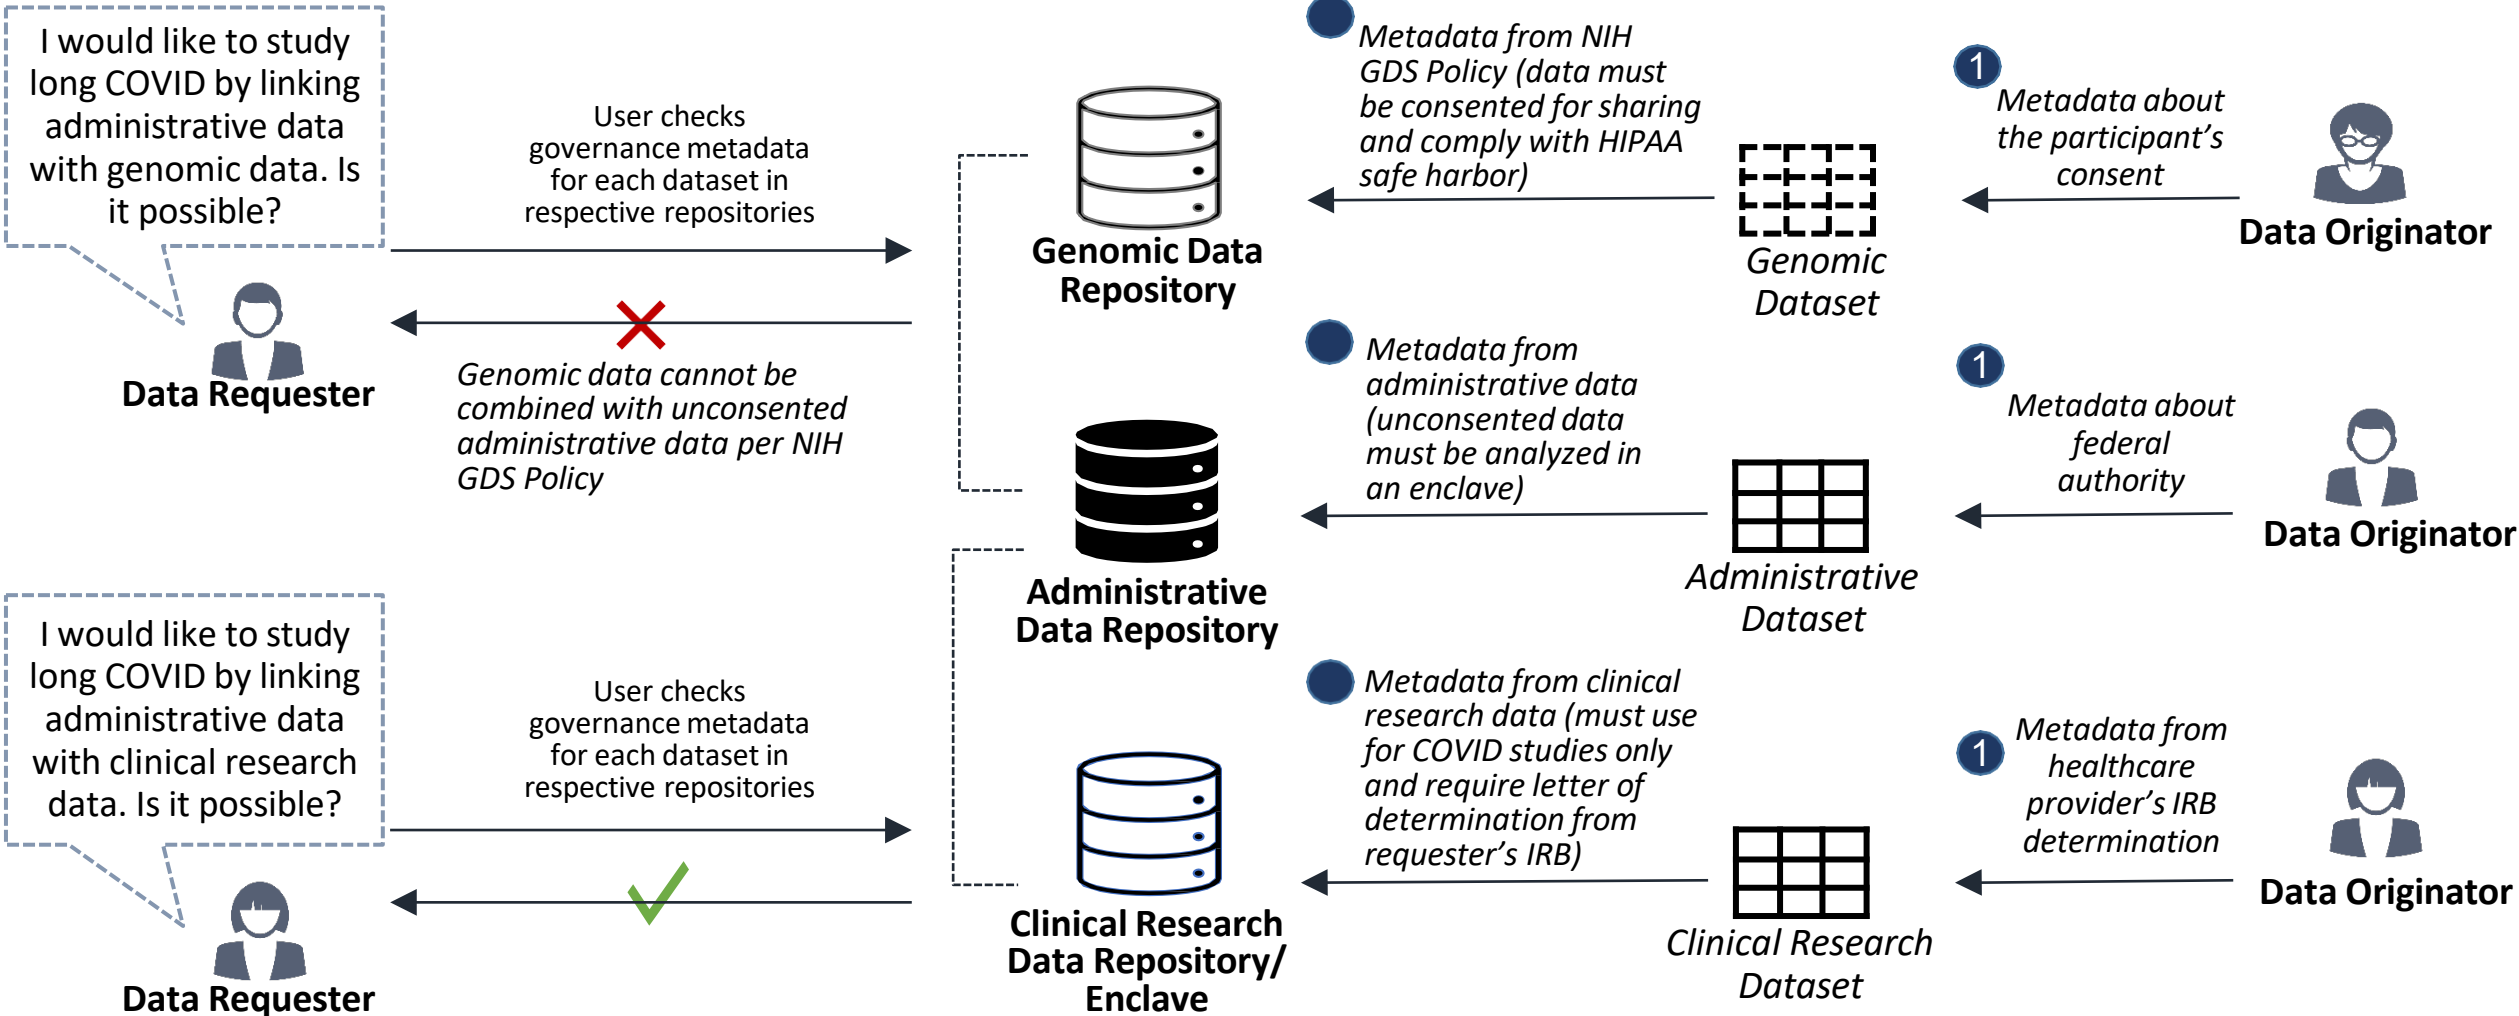 I would like to study
long COVID by linking
administrative data
with genomic data. Is
it possible?
Data Requester
User checks
governance metadata
for each dataset in
respective repositories
Genomic data cannot be
combined with unconsented
administrative data per NIH
GDS Policy
Genomic Data
Repository
Metadata from NIH
GDS Policy (data must
be consented for sharing
and comply with HIPAA
safe harbor)
Genomic
Dataset
1
Metadata about
the participant’s
consent
Data Originator
Administrative
Data Repository
Metadata from
administrative data
(unconsented data
must be analyzed in
an enclave)
Administrative
Dataset
1
Metadata about
federal
authority
Data Originator
I would like to study
long COVID by linking
administrative data
with clinical research
data. Is it possible?
Data Requester
User checks
governance metadata
for each dataset in
respective repositories
Clinical Research
Data Repository/
Enclave
Metadata from clinical
research data (must use
for COVID studies only
and require letter of
determination from
requester’s IRB)
Clinical Research
Dataset
1
Metadata from
healthcare
provider’s IRB
determination
Data Originator